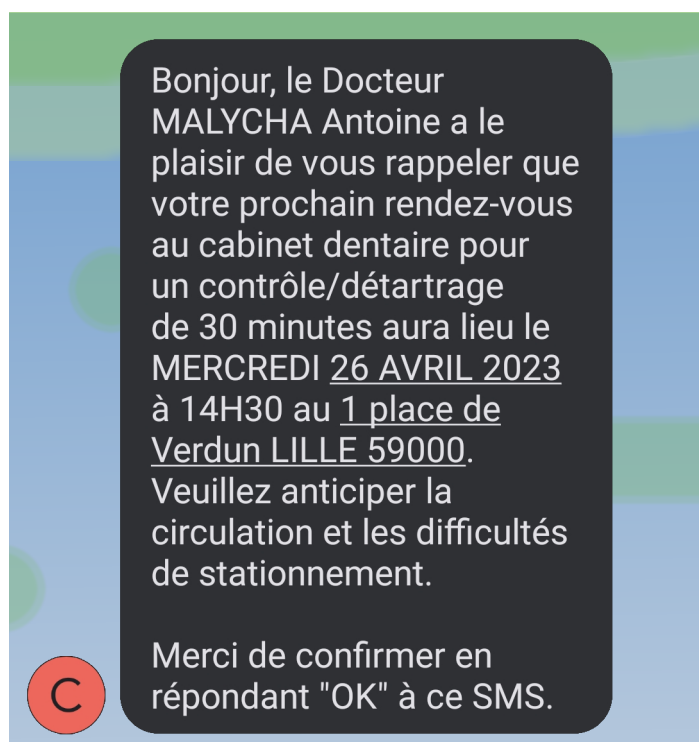 Bonjour, le Docteur
MALYCHA Antoine a le
plaisir de vous rappeler que
votre prochain rendez-vous
au cabinet dentaire pour
un contrôle/détartrage
de 30 minutes aura lieu le
MERCREDI 26 AVRIL 2023
à 14H30 au 1 place de
Verdun LILLE 59000.
Veuillez anticiper la
circulation et les difficultés
de stationnement.
Merci de confirmer en
répondant "OK" à ce SMS.
C